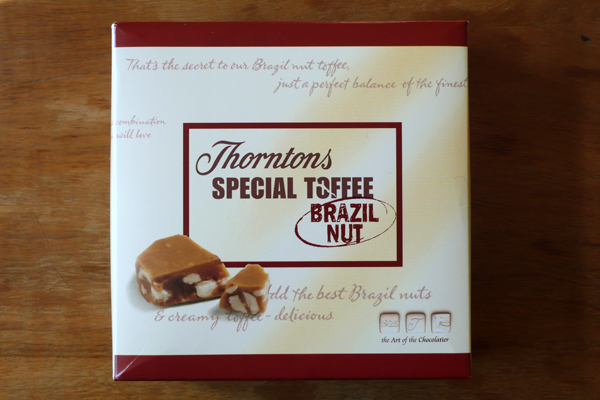 That's the secret to our Brazil nut toffee,
just a perfect balance of the finest
combination
will love
Thorntons
SPECIAL TOFFEE
BRAZIL
NUT
Add the best Brazil nuts
& creamy toffee - delicious
the Art of the Chocolatier